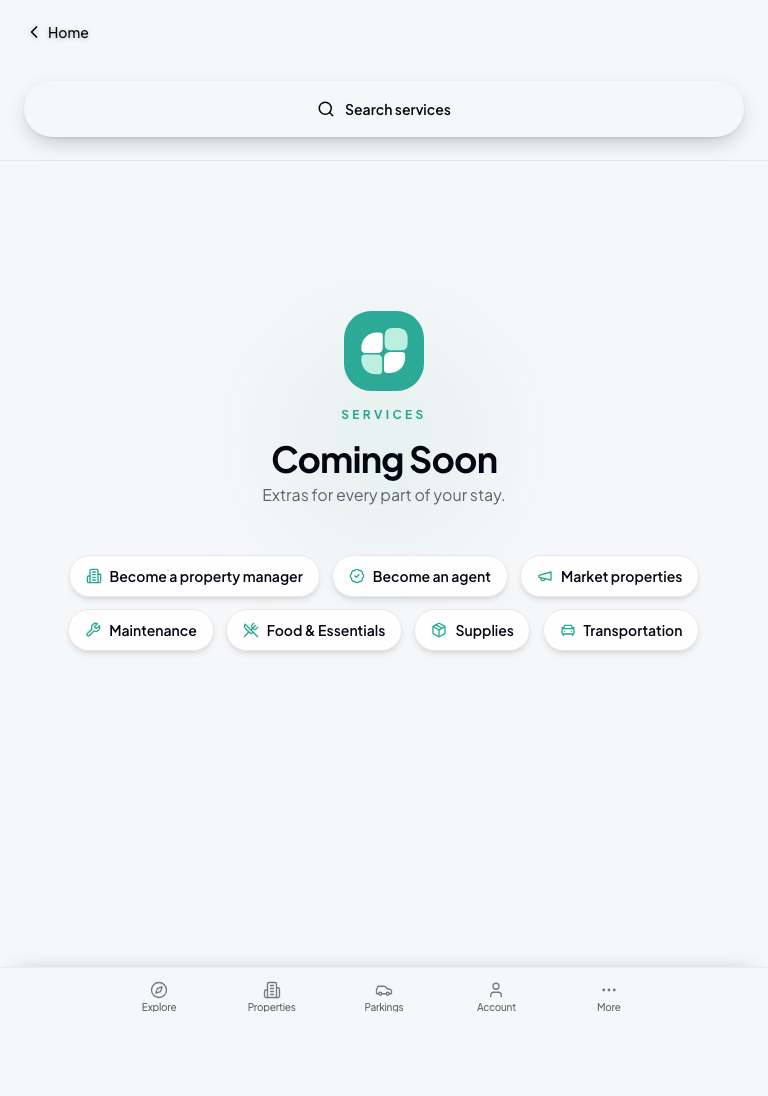 Home
Search services
SERVICES
Coming Soon
Extras for every part of your stay.
Become a property manager
Become an agent
Market properties
Maintenance
Food & Essentials
Supplies
Transportation
Explore
Properties
Parkings
Account
More